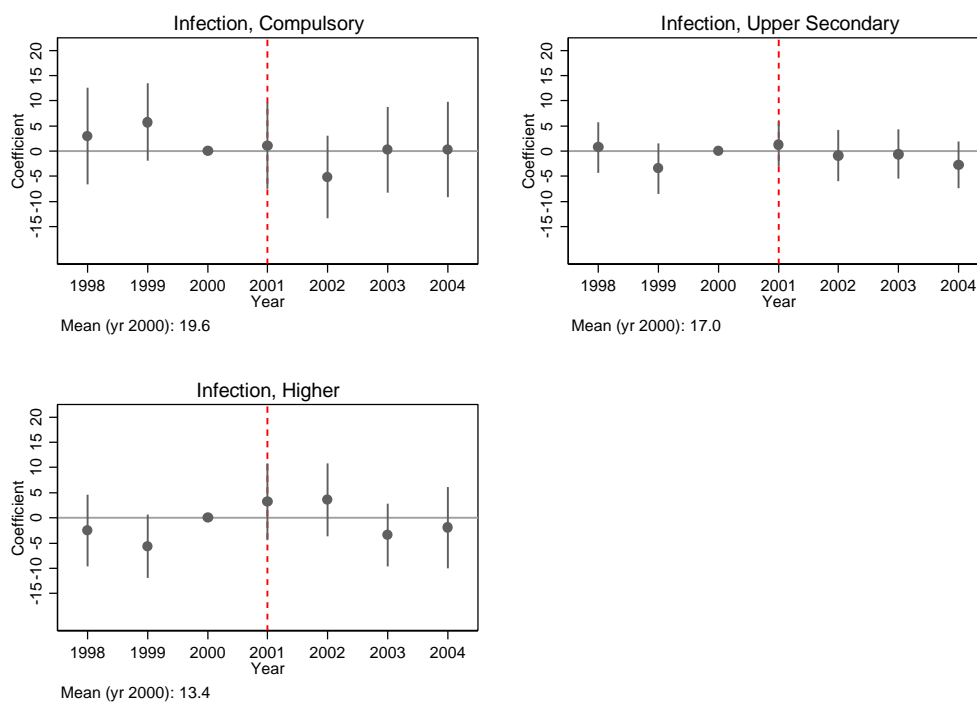 Infection, Compulsory
20
15
10
5
0
-5
-10
-15
Coefficient
1998 1999 2000 2001 2002 2003 2004
Year
Mean (yr 2000): 19.6
Infection, Upper Secondary
20
15
10
5
0
-5
-10
-15
Coefficient
1998 1999 2000 2001 2002 2003 2004
Year
Mean (yr 2000): 17.0
Infection, Higher
20
15
10
5
0
-5
-10
-15
Coefficient
1998 1999 2000 2001 2002 2003 2004
Year
Mean (yr 2000): 13.4